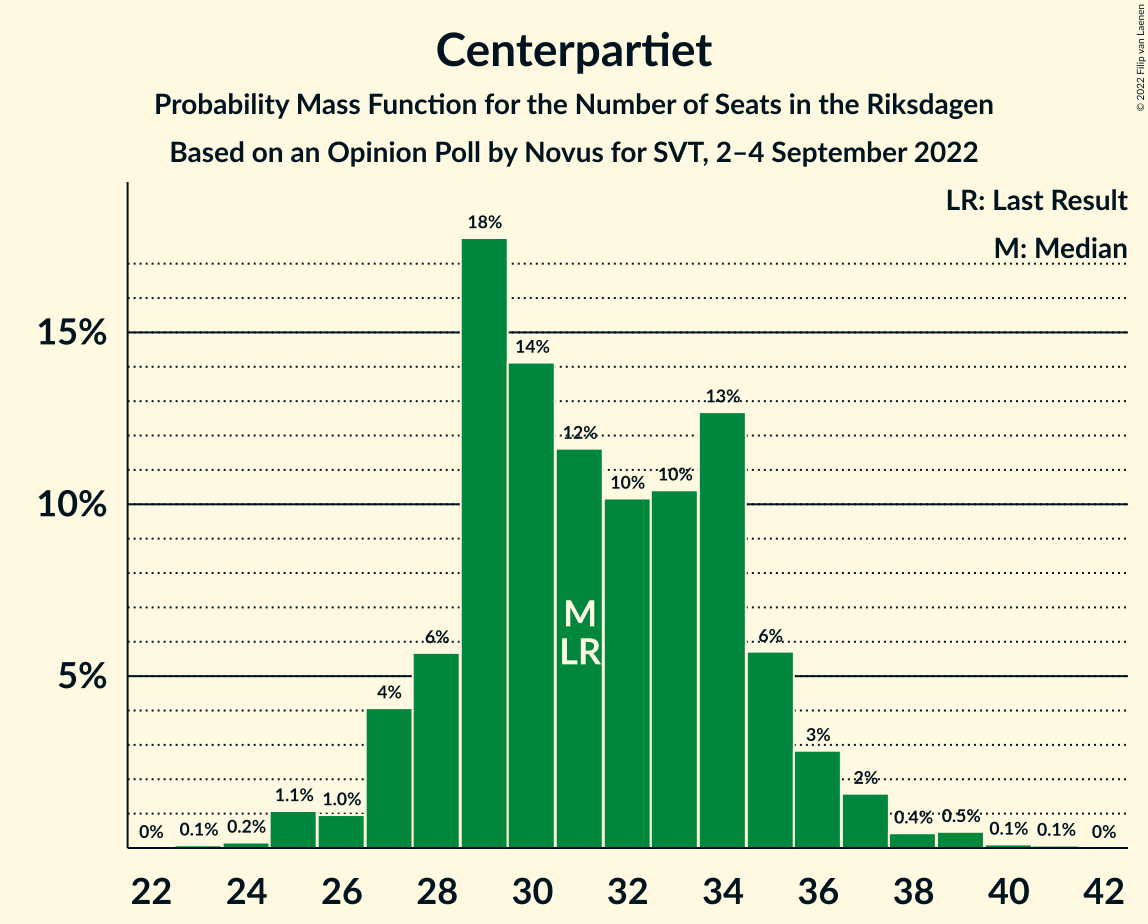 Centerpartiet
Probability Mass Function for the Number of Seats in the Riksdagen
Based on an Opinion Poll by Novus for SVT, 2–4 September 2022
© 2022 Filip van Laenen
LR: Last Result
M: Median
15%
10%
5%
0%
0.1%
0.2%
1.1%
1.0%
4%
6%
18%
14%
12%
10%
10%
13%
6%
3%
2%
0.4%
0.5%
0.1%
0.1%
0%
M
LR
22 24 26 28 30 32 34 36 38 40 42